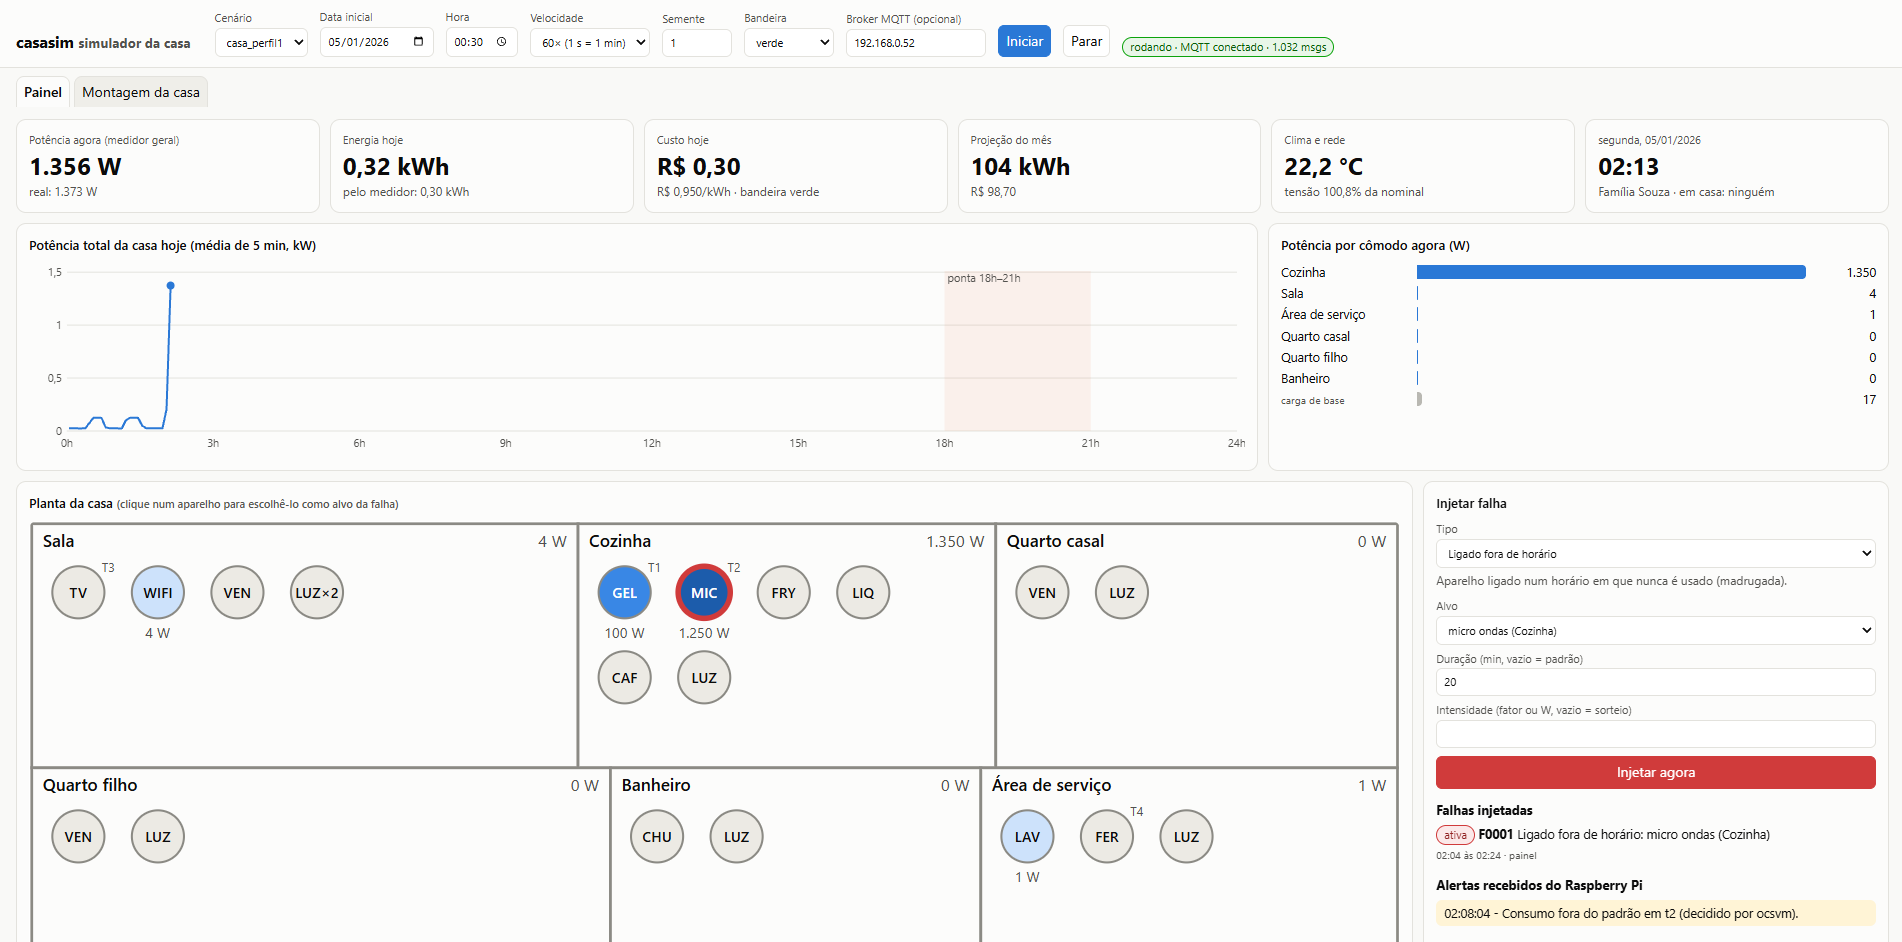 casasim simulador da casa
Cenário
casa_perfil1
Data inicial
05/01/2026
Hora
00:30
Velocidade
60× (1 s = 1 min)
Semente
1
Bandeira
verde
Broker MQTT (opcional)
192.168.0.52
Iniciar
Parar
rodando · MQTT conectado · 1.032 msgs
Painel
Montagem da casa
Potência agora (medidor geral)
1.356 W
real: 1.373 W
Energia hoje
0,32 kWh
pelo medidor: 0,30 kWh
Custo hoje
R$ 0,30
R$ 0,950/kWh · bandeira verde
Projeção do mês
104 kWh
R$ 98,70
Clima e rede
22,2 °C
tensão 100,8% da nominal
segunda, 05/01/2026
02:13
Família Souza · em casa: ninguém
Potência total da casa hoje (média de 5 min, kW)
1,5
1
0,5
0
0h
3h
6h
9h
12h
15h
18h
21h
24h
ponta 18h–21h
Potência por cômodo agora (W)
Cozinha 1.350
Sala 4
Área de serviço 1
Quarto casal 0
Quarto filho 0
Banheiro 0
carga de base 17
Planta da casa (clique num aparelho para escolhê-lo como alvo da falha)
Sala 4 W
TV T3
WIFI
4 W
VEN
LUZ×2
Cozinha 1.350 W
GEL T1
100 W
MIC T2
1.250 W
FRY
LIQ
CAF
LUZ
Quarto casal 0 W
VEN
LUZ
Quarto filho 0 W
VEN
LUZ
Banheiro 0 W
CHU
LUZ
Área de serviço 1 W
LAV
1 W
FER T4
LUZ
Injetar falha
Tipo
Ligado fora de horário
Aparelho ligado num horário em que nunca é usado (madrugada).
Alvo
micro ondas (Cozinha)
Duração (min, vazio = padrão)
20
Intensidade (fator ou W, vazio = sorteio)
Injetar agora
Falhas injetadas
ativa F0001 Ligado fora de horário: micro ondas (Cozinha)
02:04 às 02:24 · painel
Alertas recebidos do Raspberry Pi
02:08:04 - Consumo fora do padrão em t2 (decidido por ocsvm).